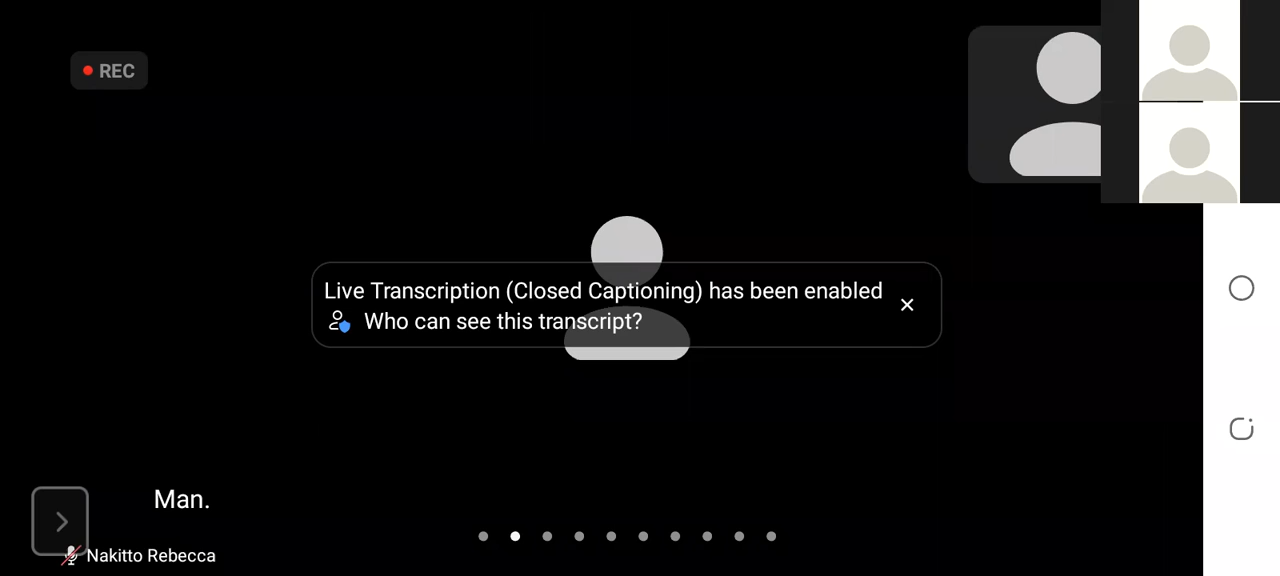 REC
Live Transcription (Closed Captioning) has been enabled
Who can see this transcript?
Man.
Nakitto Rebecca